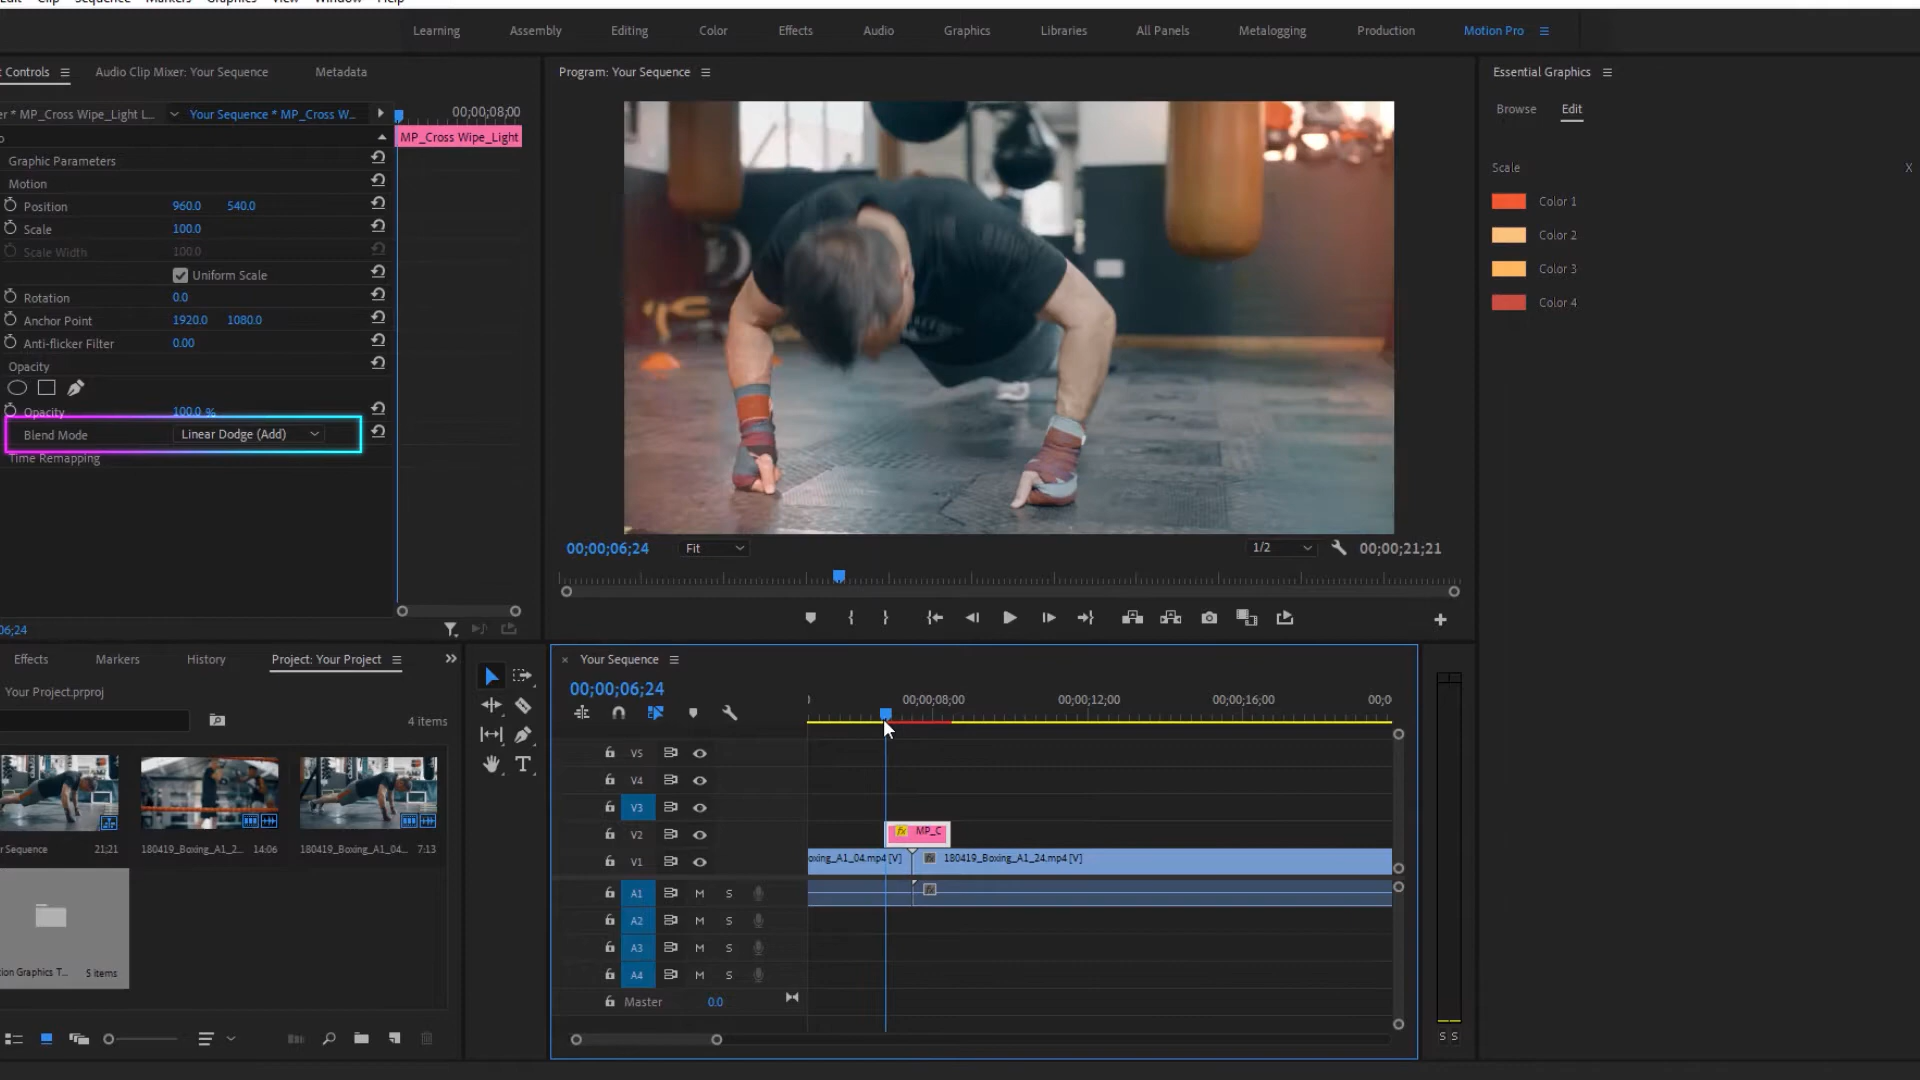 Edit Clip Sequence Markers Graphics View Window Help
Learning Assembly Editing Color Effects Audio Graphics Libraries All Panels Metalogging Production Motion Pro
Controls Audio Clip Mixer: Your Sequence Metadata
Program: Your Sequence
Essential Graphics
Browse Edit
er * MP_Cross Wipe_Light L... Your Sequence * MP_Cross W...
00;00;08;00
MP_Cross Wipe_Light
Graphic Parameters
Motion
Position 960.0 540.0
Scale 100.0
Scale Width 100.0
Uniform Scale
Rotation 0.0
Anchor Point 1920.0 1080.0
Anti-flicker Filter 0.00
Opacity
Opacity 100.0 %
Blend Mode Linear Dodge (Add)
Time Remapping
06;24
Scale X
Color 1
Color 2
Color 3
Color 4
00;00;06;24 Fit 1/2 00;00;21;21
Effects Markers History Project: Your Project
Your Project.prproj
4 items
Sequence 21;21
180419_Boxing_A1_2... 14:06
180419_Boxing_A1_04... 7:13
tion Graphics T... 5 items
Your Sequence
00;00;06;24
00;00;08;00 00;00;12;00 00;00;16;00 00;0
V5
V4
V3
V2 fx MP_C
V1 oxing_A1_04.mp4 [V] fx 180419_Boxing_A1_24.mp4 [V]
A1 M S fx
A2 M S
A3 M S
A4 M S
Master 0.0
S S